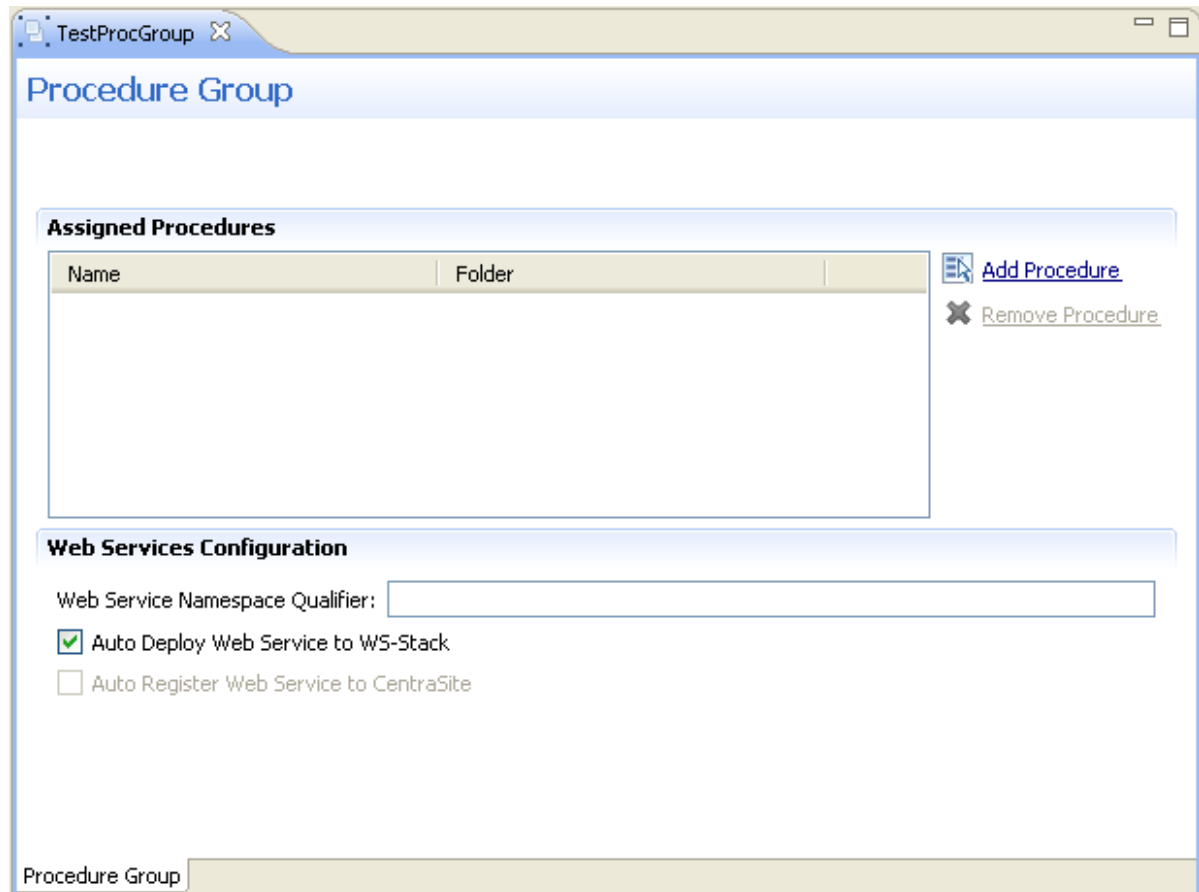 TestProcGroup
Procedure Group
Assigned Procedures
Name Folder
Add Procedure
Remove Procedure
Web Services Configuration
Web Service Namespace Qualifier:
Auto Deploy Web Service to WS-Stack
Auto Register Web Service to CentraSite
Procedure Group